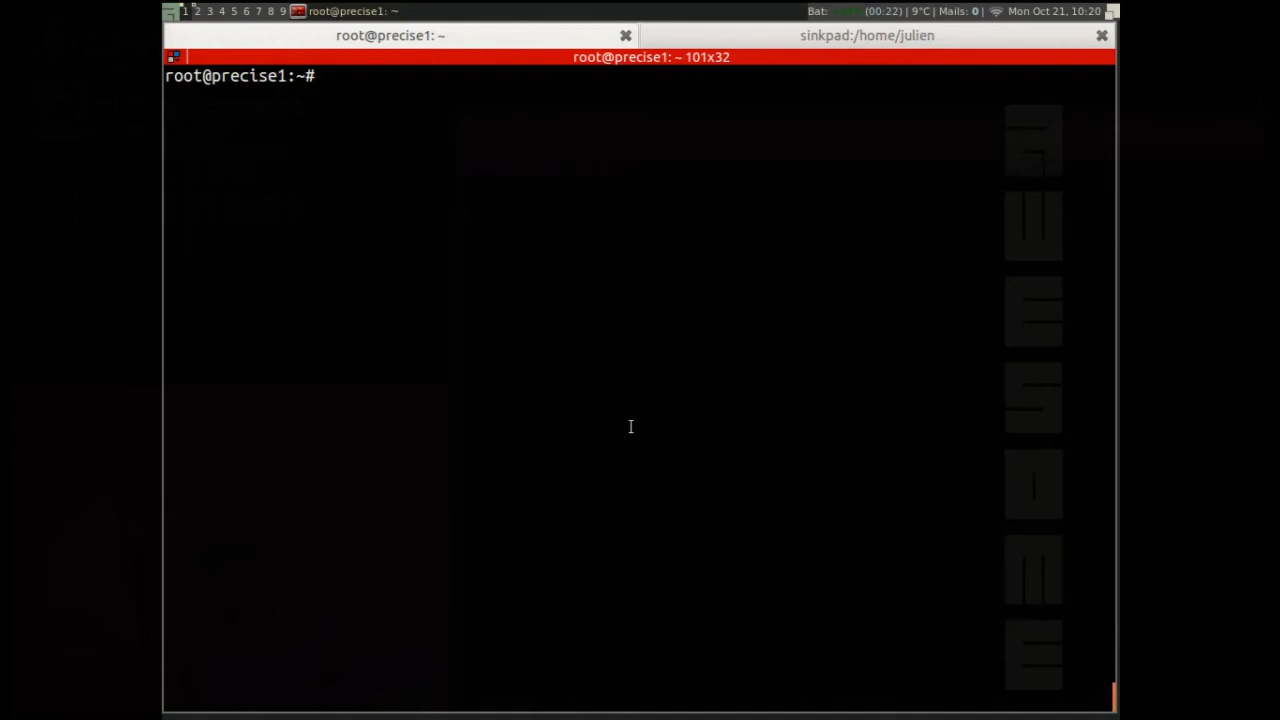 1 2 3 4 5 6 7 8 9 root@precise1: ~
Bat: (00:22) | 9°C | Mails: 0 | Mon Oct 21, 10:20
root@precise1: ~
sinkpad:/home/julien
root@precise1: ~ 101x32
root@precise1:~#